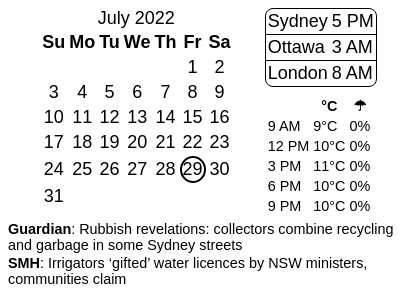 July 2022
Su Mo Tu We Th Fr Sa
1 2
3 4 5 6 7 8 9
10 11 12 13 14 15 16
17 18 19 20 21 22 23
24 25 26 27 28 29 30
31
Sydney 5 PM
Ottawa 3 AM
London 8 AM
°C ☂
9 AM 9°C 0%
12 PM 10°C 0%
3 PM 11°C 0%
6 PM 10°C 0%
9 PM 10°C 0%
Guardian: Rubbish revelations: collectors combine recycling
and garbage in some Sydney streets
SMH: Irrigators ‘gifted’ water licences by NSW ministers,
communities claim